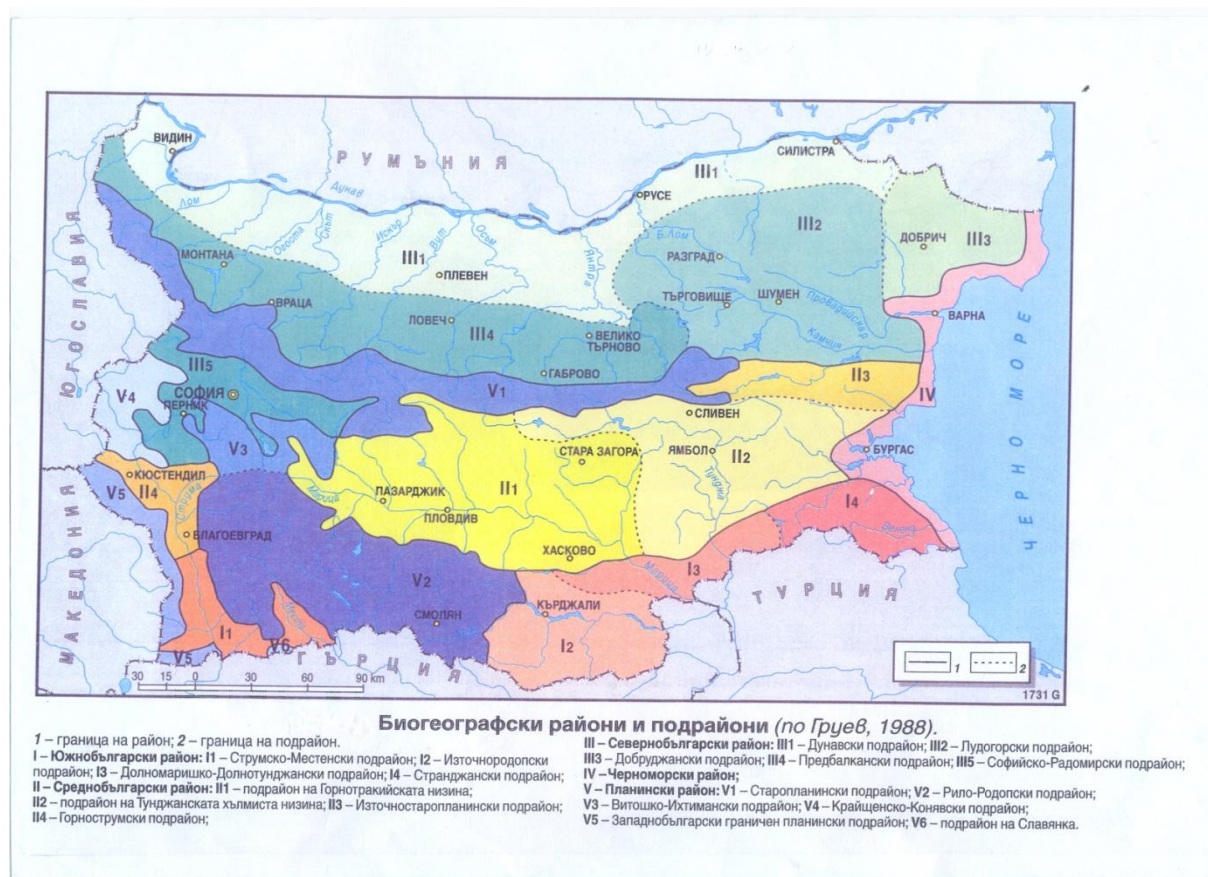 ВИДИН
РУМЪНИЯ
СИЛИСТРА
III1
РУСЕ
Дунав
Лом
Огоста
Скът
Искър
Вит
Осъм
Янтра
Б.Лом
III2
ДОБРИЧ
III3
МОНТАНА
III1
ПЛЕВЕН
РАЗГРАД
ТЪРГОВИЩЕ
ШУМЕН
Камчия
ВАРНА
ВРАЦА
ЛОВЕЧ
III4
ВЕЛИКО
ТЪРНОВО
ГАБРОВО
ЮГОСЛАВИЯ
III5
СОФИЯ
V4
ПЕРНИК
V1
II3
IV
ЧЕРНО МОРЕ
V3
СЛИВЕН
СТАРА ЗАГОРА
ЯМБОЛ
II2
Тунджа
БУРГАС
КЮСТЕНДИЛ
V5
II4
Струма
Марица
ПАЗАРДЖИК
II1
ПЛОВДИВ
I4
БЛАГОЕВГРАД
ХАСКОВО
V2
Марица
I3
МАКЕДОНИЯ
ТУРЦИЯ
СМОЛЯН
КЪРДЖАЛИ
I1
I2
V6
V5
ГЪРЦИЯ
30 15 0 30 60 90 km
1 2
1731 G
Биогеографски райони и подрайони (по Груев, 1988).
1 – граница на район; 2 – граница на подрайон.
I – Южнобългарски район: I1 – Струмско-Местенски подрайон; I2 – Източнородопски
подрайон; I3 – Долномаришко-Долнотунджански подрайон; I4 – Странджански подрайон;
II – Среднобългарски район: II1 – подрайон на Горнотракийската низина;
II2 – подрайон на Тунджанската хълмиста низина; II3 – Източностаропланински подрайон;
II4 – Горнострумски подрайон;
III – Севернобългарски район: III1 – Дунавски подрайон; III2 – Лудогорски подрайон;
III3 – Добруджански подрайон; III4 – Предбалкански подрайон; III5 – Софийско-Радомирски подрайон;
IV – Черноморски район;
V – Планински район: V1 – Старопланински подрайон; V2 – Рило-Родопски подрайон;
V3 – Витошко-Ихтимански подрайон; V4 – Крайщенско-Конявски подрайон;
V5 – Западнобългарски граничен планински подрайон; V6 – подрайон на Славянка.